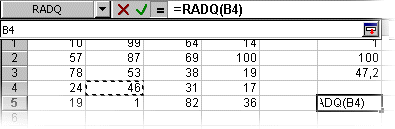 RADQ =RADQ(B4)
B4
1 10 99 64 14 1
2 57 87 69 100 100
3 78 53 38 19 47,2
4 24 46 31 17
5 19 1 82 36 ADQ(B4)